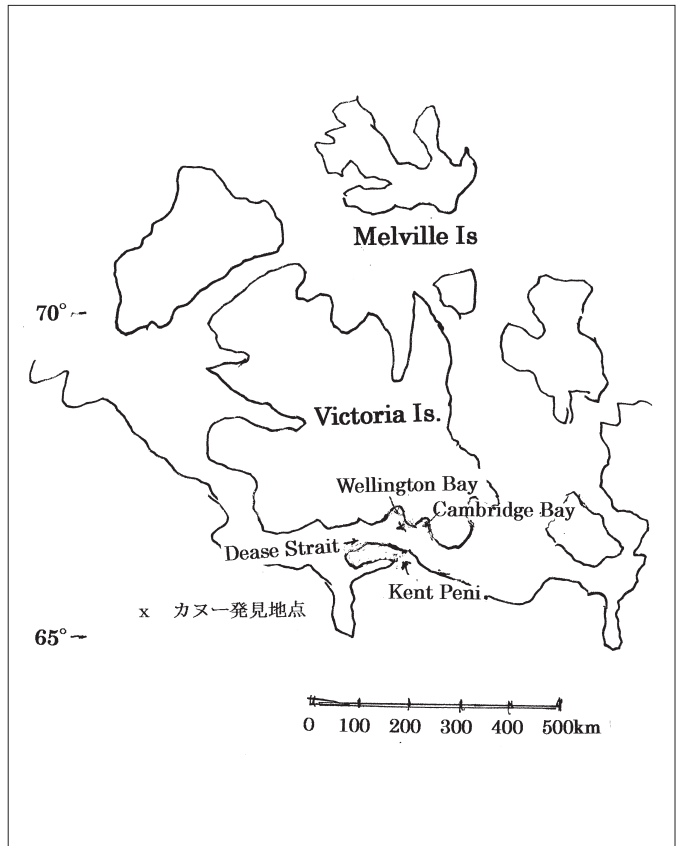 Melville Is
70°
Victoria Is.
Wellington Bay
Cambridge Bay
Dease Strait
Kent Peni.
x カヌー発見地点
65°
0 100 200 300 400 500km